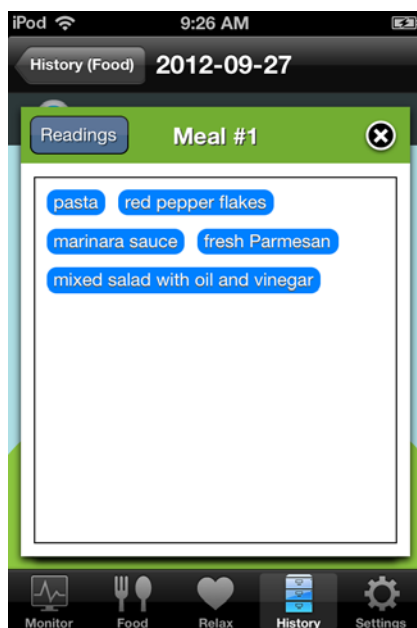 iPod 9:26 AM
History (Food) 2012-09-27
Readings Meal #1
pasta red pepper flakes
marinara sauce fresh Parmesan
mixed salad with oil and vinegar
Monitor Food Relax History Settings